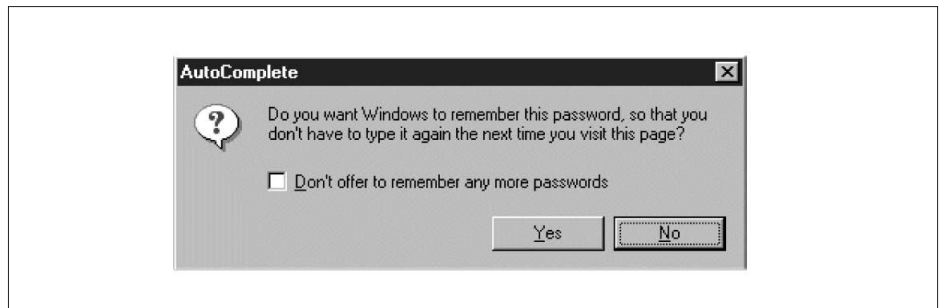 AutoComplete
Do you want Windows to remember this password, so that you
don't have to type it again the next time you visit this page?
Don't offer to remember any more passwords
Yes
No